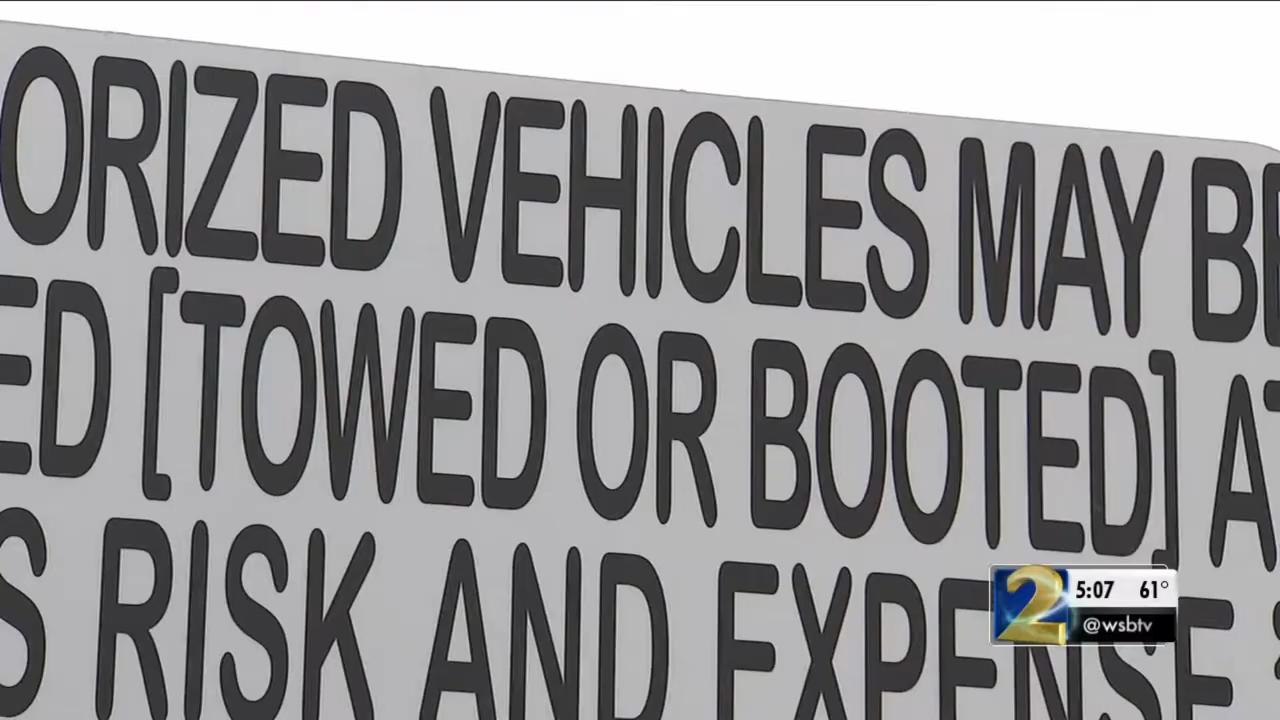 ORIZED VEHICLES MAY BE
ED [TOWED OR BOOTED] AT
S RISK AND EXPENSE
2
5:07 61°
@wsbtv